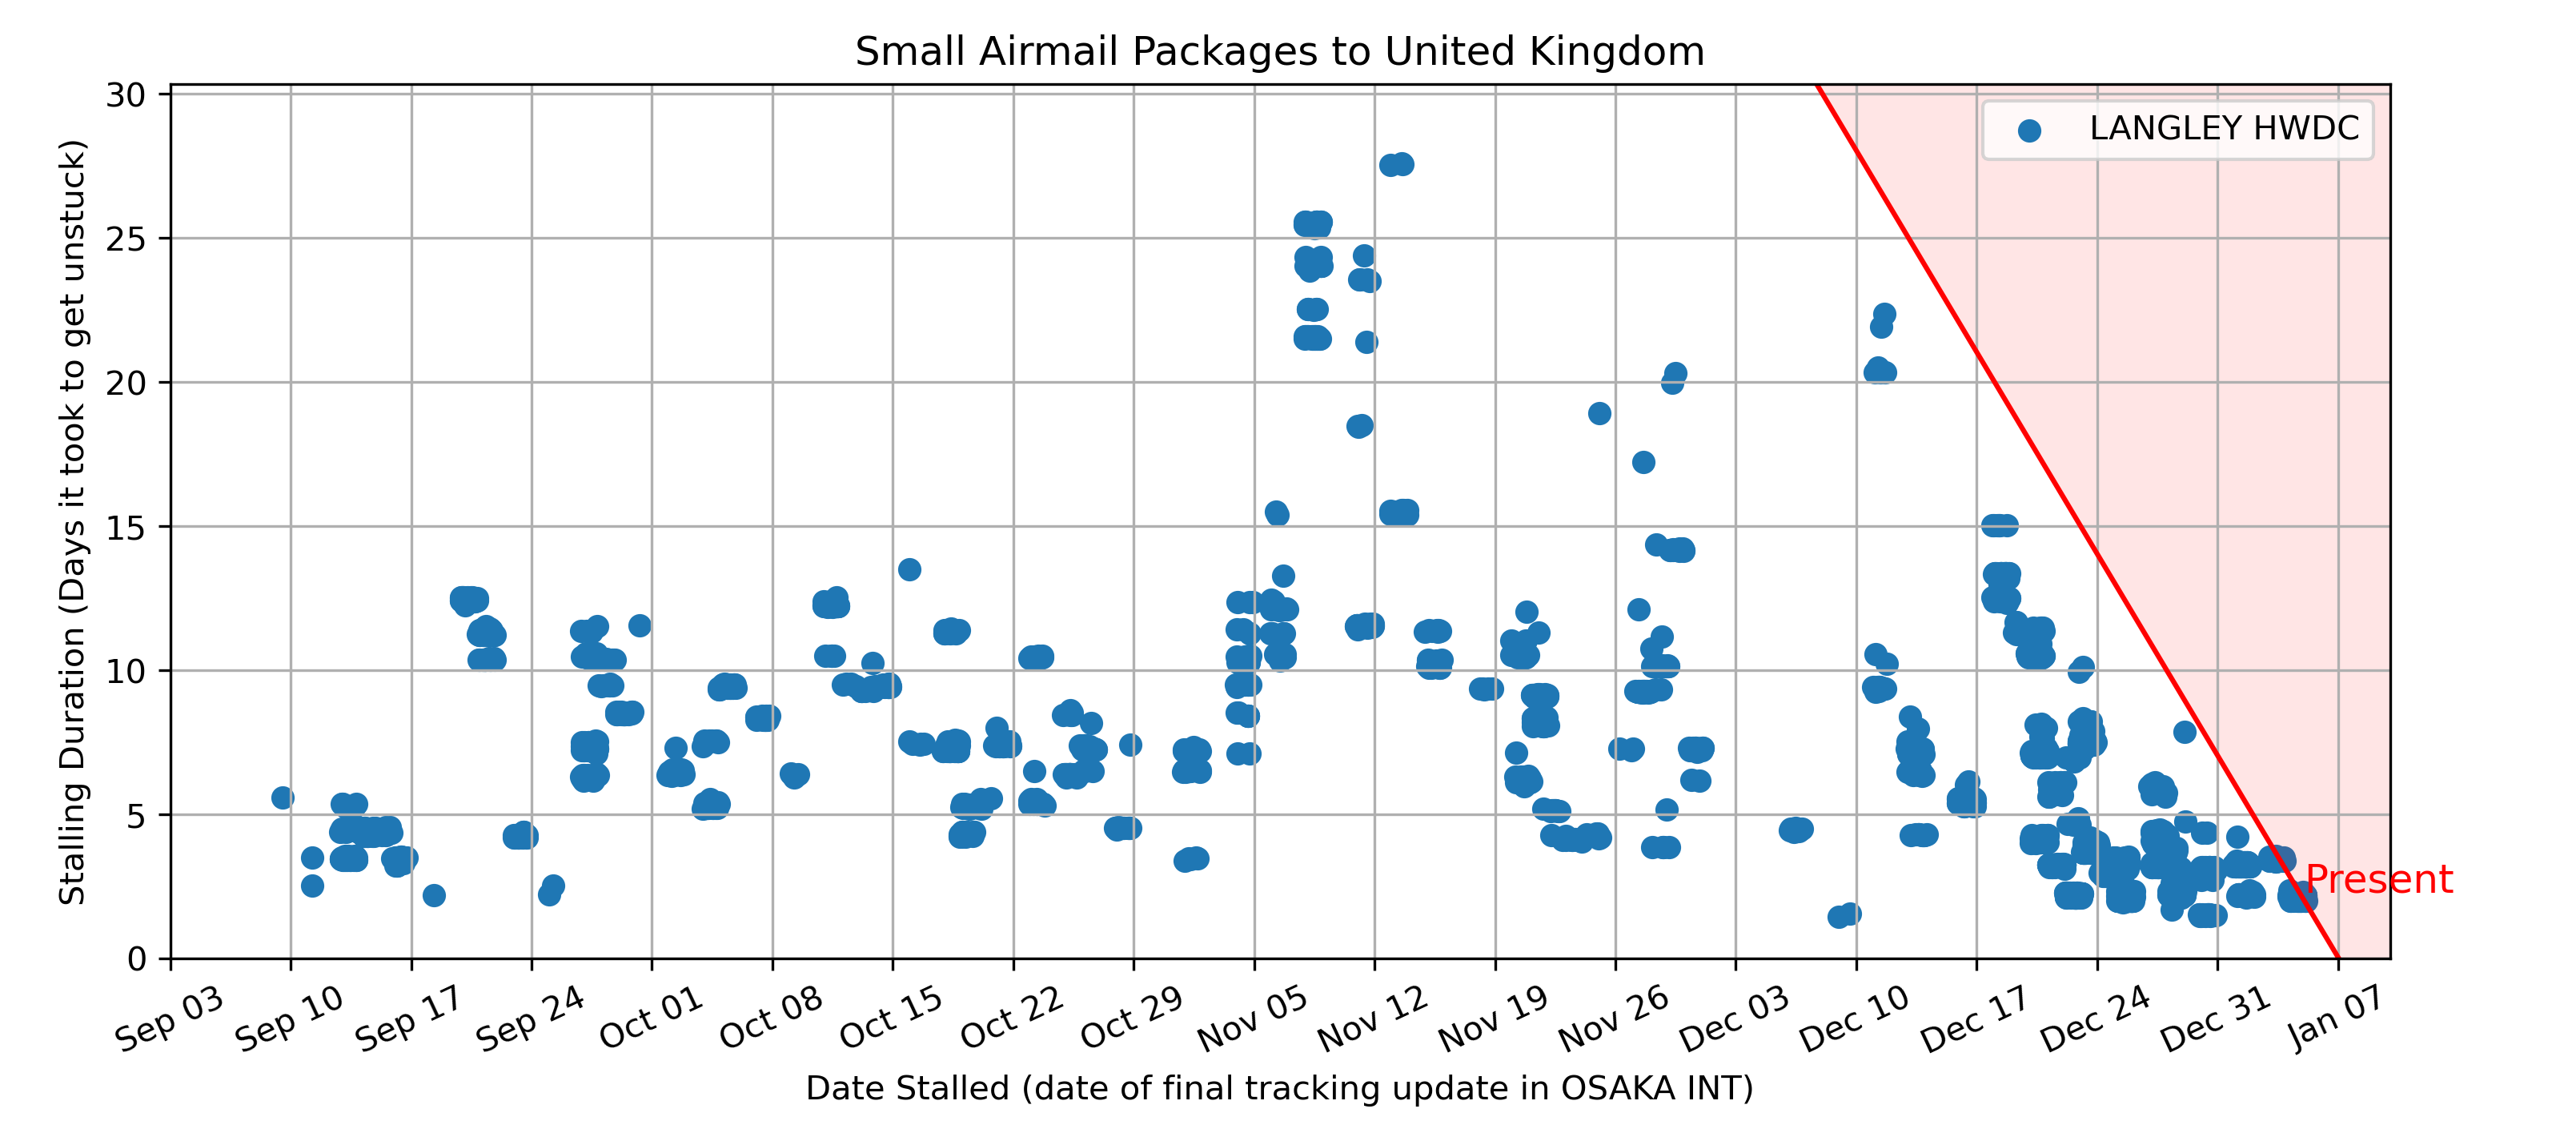 Small Airmail Packages to United Kingdom
LANGLEY HWDC
Present
Stalling Duration (Days it took to get unstuck)
30
25
20
15
10
5
0
Sep 03
Sep 10
Sep 17
Sep 24
Oct 01
Oct 08
Oct 15
Oct 22
Oct 29
Nov 05
Nov 12
Nov 19
Nov 26
Dec 03
Dec 10
Dec 17
Dec 24
Dec 31
Jan 07
Date Stalled (date of final tracking update in OSAKA INT)